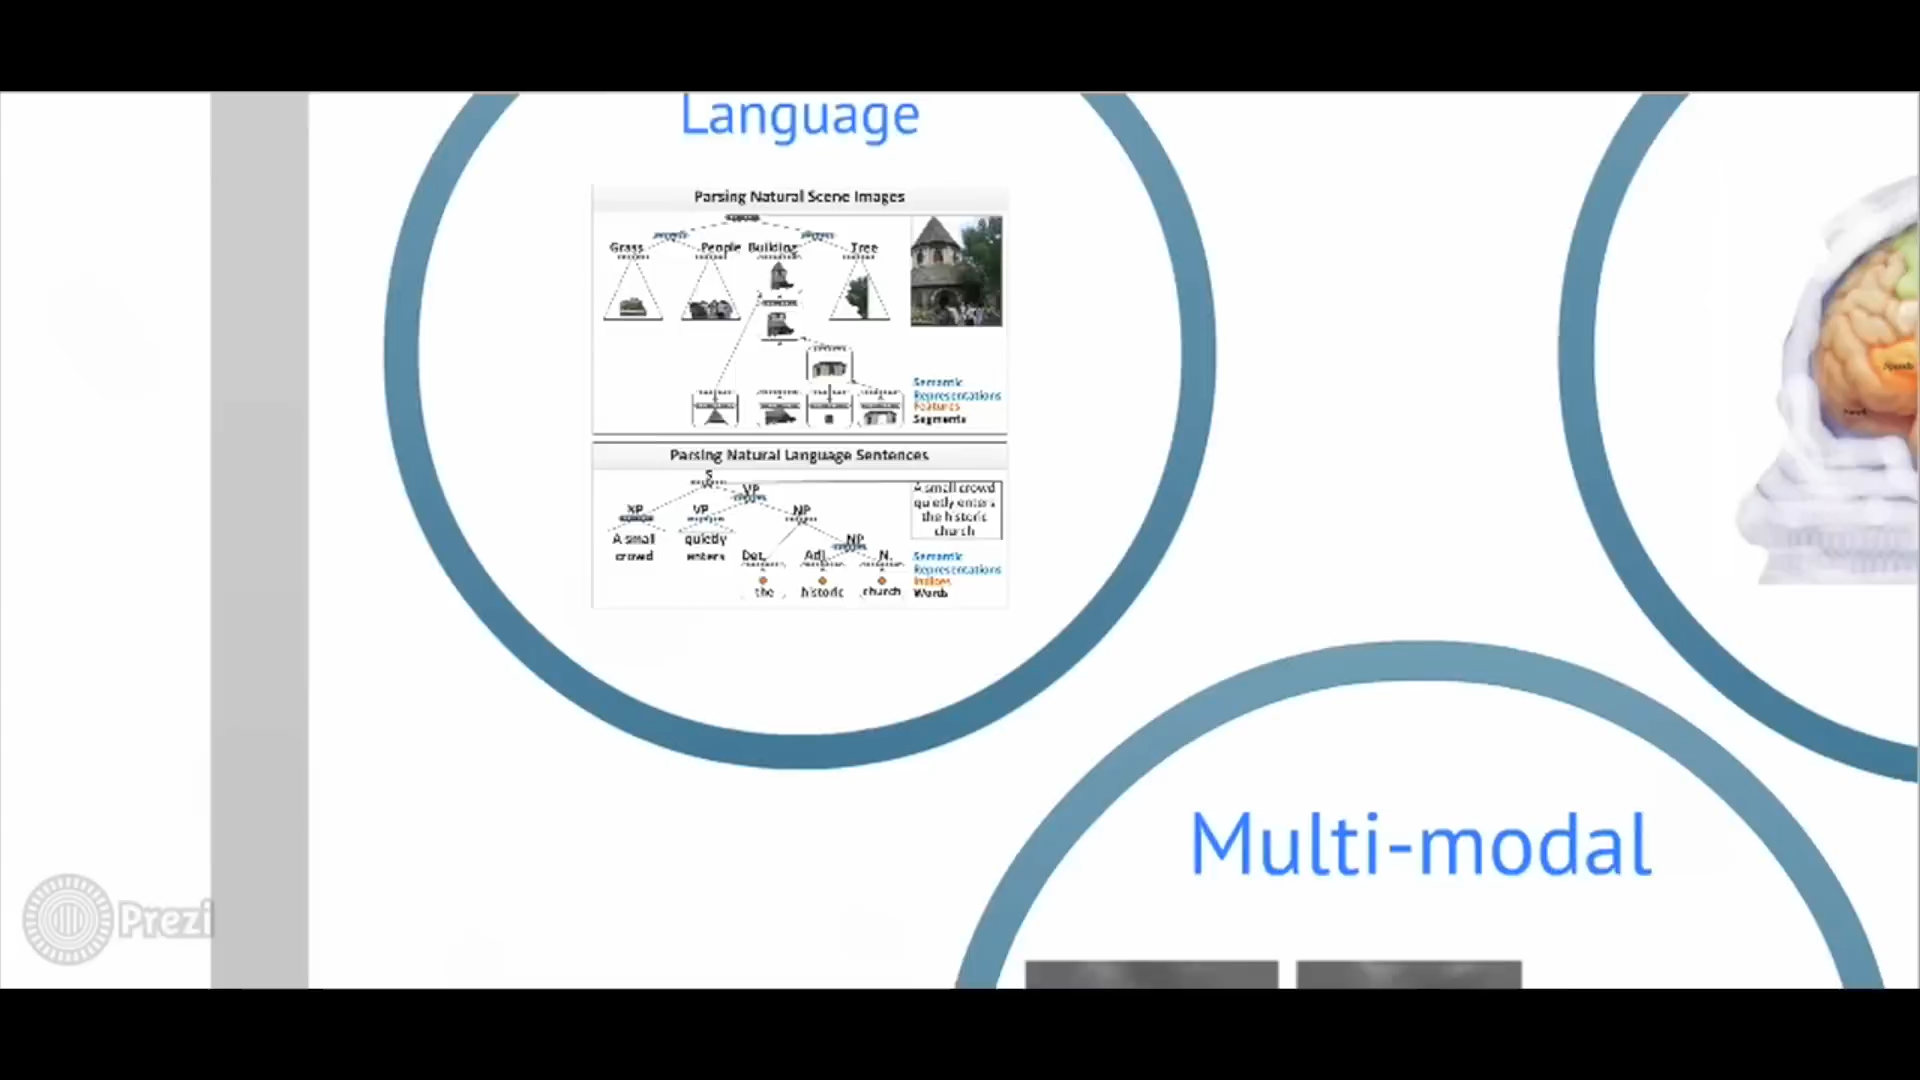 Language
Parsing Natural Scene Images
Grass People Building Tree
Semantic
Representations
Features
Segments
Parsing Natural Language Sentences
S
VP
NP VP NP
A small crowd
quietly enters
the historic
church
A small
crowd
quietly
enters
NP
Det. Adj. N.
Semantic
Representations
Indices
Words
the historic church
Speech
Multi-modal
Prezi